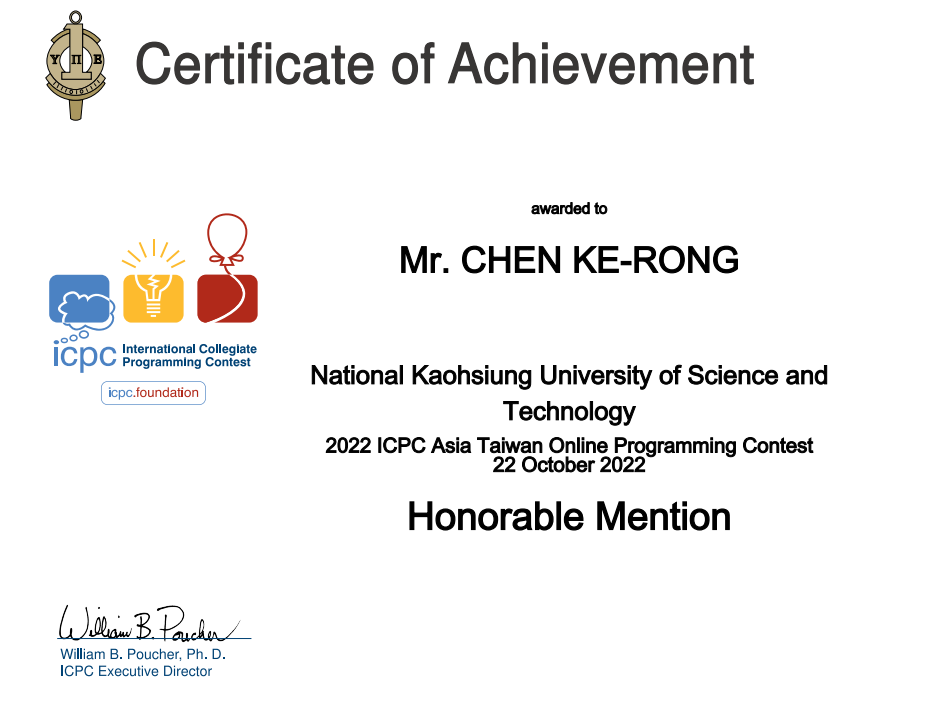 Υ Π Β
Certificate of Achievement
awarded to
Mr. CHEN KE-RONG
icpc International Collegiate
Programming Contest
icpc.foundation
National Kaohsiung University of Science and
Technology
2022 ICPC Asia Taiwan Online Programming Contest
22 October 2022
Honorable Mention
William B. Poucher
William B. Poucher, Ph. D.
ICPC Executive Director